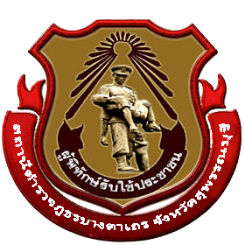 ผู้พิทักษ์รับใช้ประชาชน
สถานีตำรวจภูธรบางตาเถร จังหวัดสุพรรณบุรี